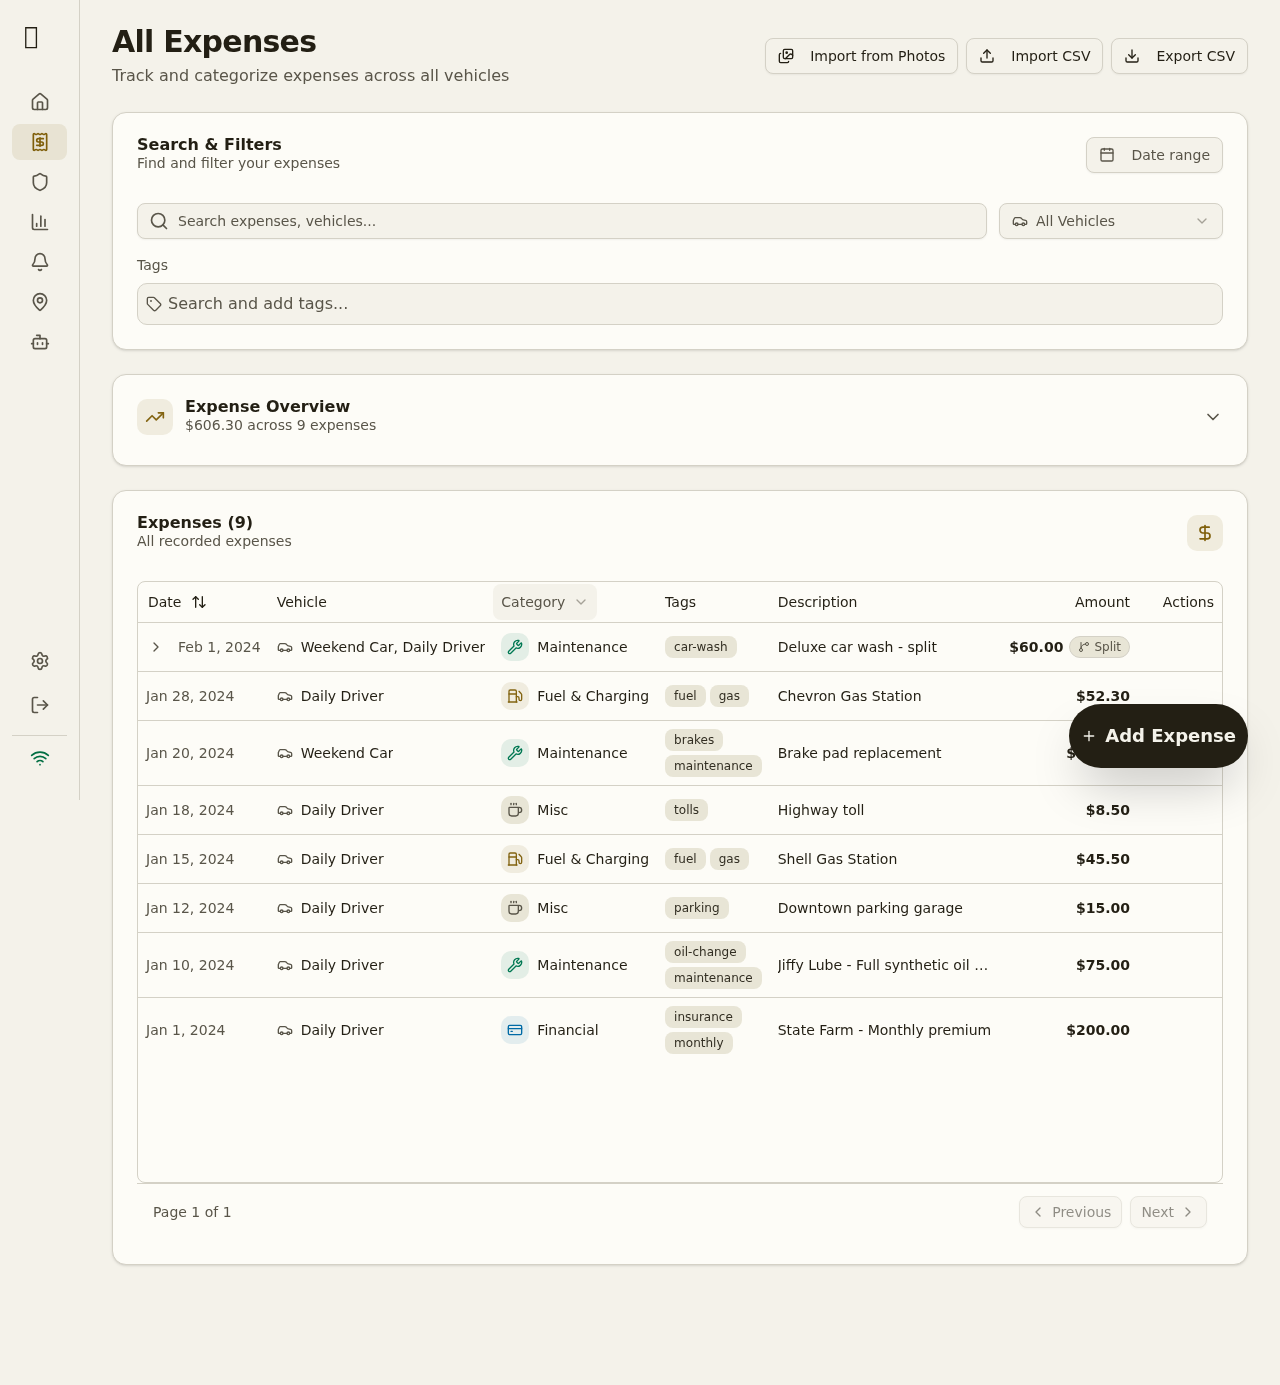 All Expenses
Track and categorize expenses across all vehicles
Import from Photos
Import CSV
Export CSV
Search & Filters
Find and filter your expenses
Date range
Search expenses, vehicles...
All Vehicles
Tags
Search and add tags...
Expense Overview
$606.30 across 9 expenses
Expenses (9)
All recorded expenses
Date Vehicle Category Tags Description Amount Actions
Feb 1, 2024 Weekend Car, Daily Driver Maintenance car-wash Deluxe car wash - split $60.00 Split
Jan 28, 2024 Daily Driver Fuel & Charging fuel gas Chevron Gas Station $52.30
Add Expense
Jan 20, 2024 Weekend Car Maintenance brakes maintenance Brake pad replacement
Jan 18, 2024 Daily Driver Misc tolls Highway toll $8.50
Jan 15, 2024 Daily Driver Fuel & Charging fuel gas Shell Gas Station $45.50
Jan 12, 2024 Daily Driver Misc parking Downtown parking garage $15.00
Jan 10, 2024 Daily Driver Maintenance oil-change maintenance Jiffy Lube - Full synthetic oil ... $75.00
Jan 1, 2024 Daily Driver Financial insurance monthly State Farm - Monthly premium $200.00
Page 1 of 1
Previous
Next